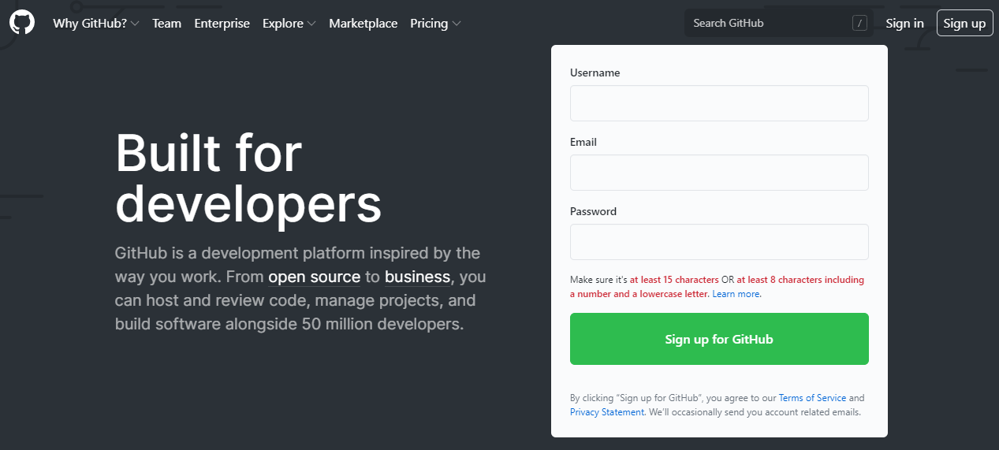 Why GitHub? Team Enterprise Explore Marketplace Pricing Search GitHub / Sign in Sign up
Built for
developers
GitHub is a development platform inspired by the
way you work. From open source to business, you
can host and review code, manage projects, and
build software alongside 50 million developers.
Username
Email
Password
Make sure it's at least 15 characters OR at least 8 characters including
a number and a lowercase letter. Learn more.
Sign up for GitHub
By clicking “Sign up for GitHub”, you agree to our Terms of Service and
Privacy Statement. We’ll occasionally send you account related emails.